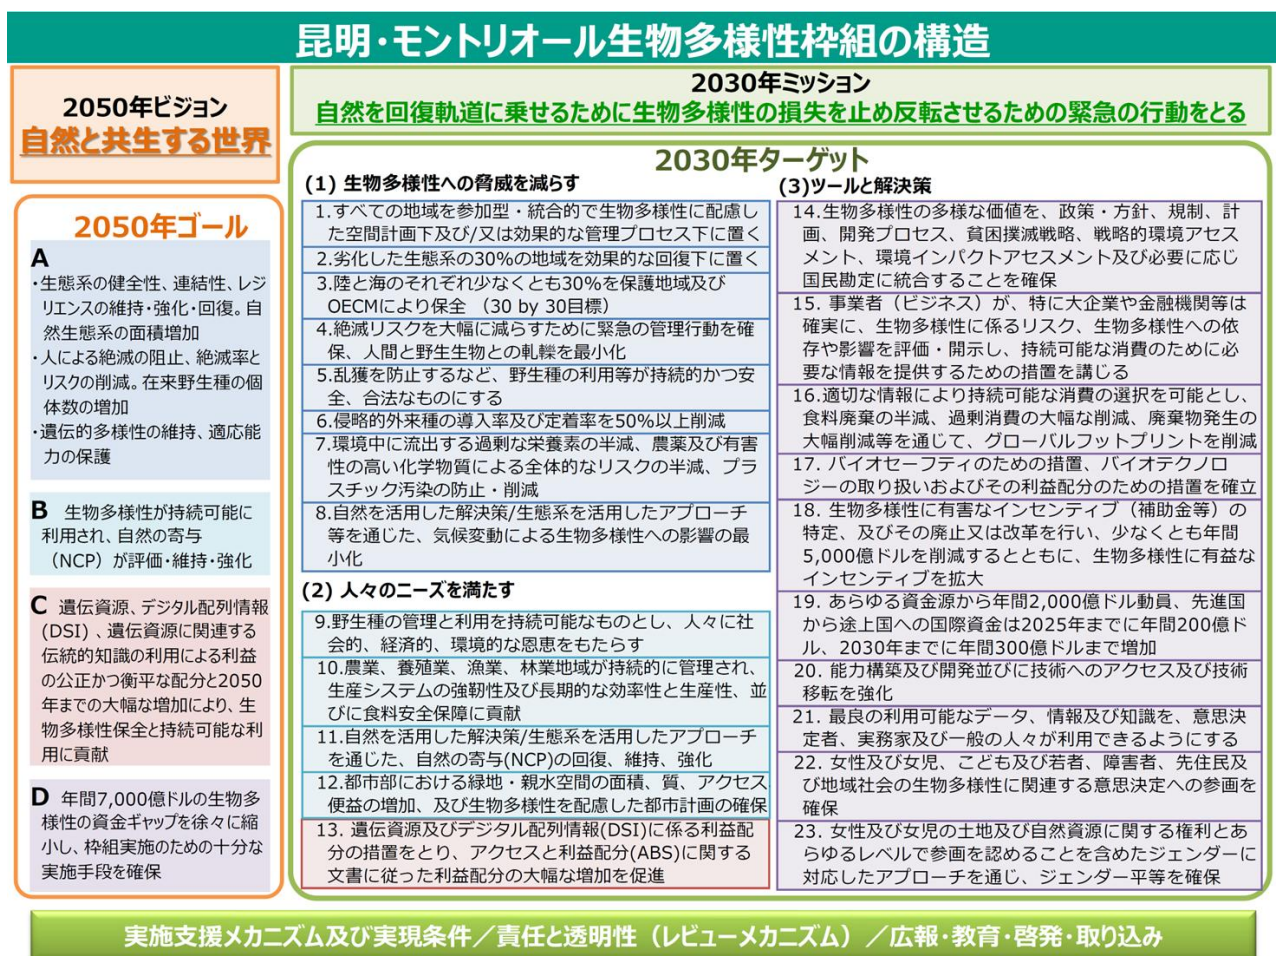 昆明・モントリオール生物多様性枠組の構造
2050年ビジョン
自然と共生する世界
2030年ミッション
自然を回復軌道に乗せるために生物多様性の損失を止め反転させるための緊急の行動をとる
2050年ゴール
A
・生態系の健全性、連結性、レジ
リエンスの維持・強化・回復。自
然生態系の面積増加
・人による絶滅の阻止、絶滅率と
リスクの削減。在来野生種の個
体数の増加
・遺伝的多様性の維持、適応能
力の保護
B 生物多様性が持続可能に
利用され、自然の寄与
（NCP）が評価・維持・強化
C 遺伝資源、デジタル配列情報
(DSI) 、遺伝資源に関連する
伝統的知識の利用による利益
の公正かつ衡平な配分と2050
年までの大幅な増加により、生
物多様性保全と持続可能な利
用に貢献
D 年間7,000億ドルの生物多
様性の資金ギャップを徐々に縮
小し、枠組実施のための十分な
実施手段を確保
2030年ターゲット
(1) 生物多様性への脅威を減らす
1.すべての地域を参加型・統合的で生物多様性に配慮し
た空間計画下及び/又は効果的な管理プロセス下に置く
2.劣化した生態系の30%の地域を効果的な回復下に置く
3.陸と海のそれぞれ少なくとも30%を保護地域及び
OECMにより保全 （30 by 30目標）
4.絶滅リスクを大幅に減らすために緊急の管理行動を確
保、人間と野生生物との軋轢を最小化
5.乱獲を防止するなど、野生種の利用等が持続的かつ安
全、合法なものにする
6.侵略的外来種の導入率及び定着率を50%以上削減
7.環境中に流出する過剰な栄養素の半減、農薬及び有害
性の高い化学物質による全体的なリスクの半減、プラ
スチック汚染の防止・削減
8.自然を活用した解決策/生態系を活用したアプローチ
等を通じた、気候変動による生物多様性への影響の最
小化
(2) 人々のニーズを満たす
9.野生種の管理と利用を持続可能なものとし、人々に社
会的、経済的、環境的な恩恵をもたらす
10.農業、養殖業、漁業、林業地域が持続的に管理され、
生産システムの強靭性及び長期的な効率性と生産性、並
びに食料安全保障に貢献
11.自然を活用した解決策/生態系を活用したアプローチ
を通じた、自然の寄与(NCP)の回復、維持、強化
12.都市部における緑地・親水空間の面積、質、アクセス
便益の増加、及び生物多様性を配慮した都市計画の確保
13. 遺伝資源及びデジタル配列情報(DSI)に係る利益配
分の措置をとり、アクセスと利益配分(ABS)に関する
文書に従った利益配分の大幅な増加を促進
(3)ツールと解決策
14.生物多様性の多様な価値を、政策・方針、規制、計
画、開発プロセス、貧困撲滅戦略、戦略的環境アセス
メント、環境インパクトアセスメント及び必要に応じ
国民勘定に統合することを確保
15. 事業者（ビジネス）が、特に大企業や金融機関等は
確実に、生物多様性に係るリスク、生物多様性への依
存や影響を評価・開示し、持続可能な消費のために必
要な情報を提供するための措置を講じる
16.適切な情報により持続可能な消費の選択を可能とし、
食料廃棄の半減、過剰消費の大幅な削減、廃棄物発生の
大幅削減等を通じて、グローバルフットプリントを削減
17. バイオセーフティのための措置、バイオテクノロ
ジーの取り扱いおよびその利益配分のための措置を確立
18. 生物多様性に有害なインセンティブ（補助金等）の
特定、及びその廃止又は改革を行い、少なくとも年間
5,000億ドルを削減するとともに、生物多様性に有益な
インセンティブを拡大
19. あらゆる資金源から年間2,000億ドル動員、先進国
から途上国への国際資金は2025年までに年間200億ド
ル、2030年までに年間300億ドルまで増加
20. 能力構築及び開発並びに技術へのアクセス及び技術
移転を強化
21. 最良の利用可能なデータ、情報及び知識を、意思決
定者、実務家及び一般の人々が利用できるようにする
22. 女性及び女児、こども及び若者、障害者、先住民及
び地域社会の生物多様性に関連する意思決定への参画を
確保
23. 女性及び女児の土地及び自然資源に関する権利とあ
らゆるレベルで参画を認めることを含めたジェンダーに
対応したアプローチを通じ、ジェンダー平等を確保
実施支援メカニズム及び実現条件／責任と透明性（レビューメカニズム）／広報・教育・啓発・取り込み